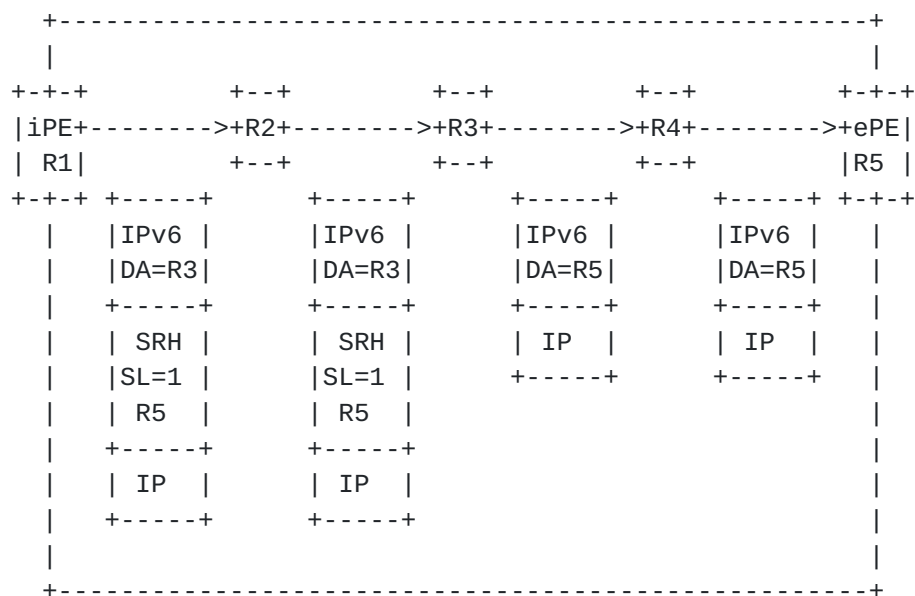 +---------------------------------------------------+
|                                                   |
+-+-+        +--+        +--+        +--+        +-+-+
|iPE+-------->+R2+-------->+R3+-------->+R4+-------->+ePE|
| R1|        +--+        +--+        +--+        |R5 |
+-+-+ +-----+     +-----+     +-----+     +-----+ +-+-+
|   |IPv6 |     |IPv6 |     |IPv6 |     |IPv6 |   |
|   |DA=R3|     |DA=R3|     |DA=R5|     |DA=R5|   |
|   +-----+     +-----+     +-----+     +-----+   |
|   | SRH |     | SRH |     | IP  |     | IP  |   |
|   |SL=1 |     |SL=1 |     +-----+     +-----+   |
|   | R5  |     | R5  |                           |
|   +-----+     +-----+                           |
|   | IP  |     | IP  |                           |
|   +-----+     +-----+                           |
|                                                   |
+---------------------------------------------------+